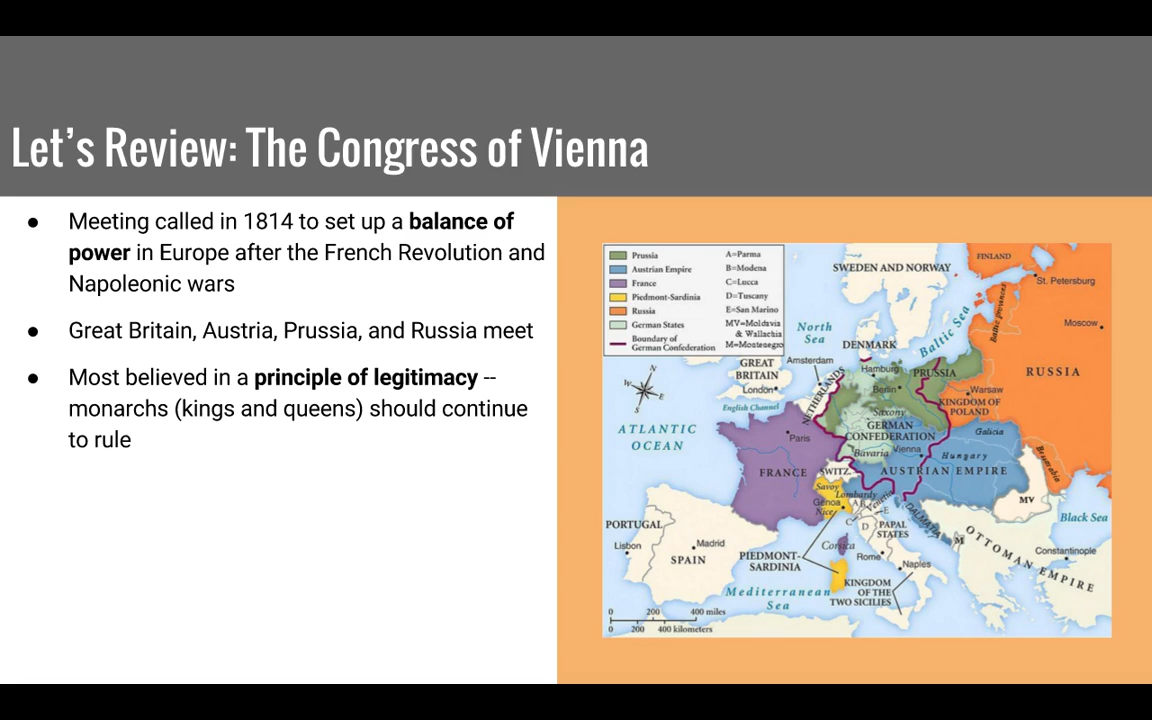 Let's Review: The Congress of Vienna
● Meeting called in 1814 to set up a balance of
power in Europe after the French Revolution and
Napoleonic wars
● Great Britain, Austria, Prussia, and Russia meet
● Most believed in a principle of legitimacy --
monarchs (kings and queens) should continue
to rule
Prussia
Austrian Empire
France
Piedmont-Sardinia
Russia
German States
Boundary of
German Confederation
A=Parma
B=Modena
C=Lucca
D=Tuscany
E=San Marino
MV=Moldavia
& Wallachia
M=Montenegro
SWEDEN AND NORWAY
FINLAND
St. Petersburg
Baltic provinces
Moscow
North
Sea
Baltic Sea
DENMARK
RUSSIA
GREAT
BRITAIN
London
Amsterdam
Hamburg
PRUSSIA
Berlin
Warsaw
KINGDOM OF
POLAND
N
W
E
S
English Channel
NETHERLANDS
Saxony
GERMAN
CONFEDERATION
ATLANTIC
OCEAN
Paris
Bavaria
Vienna
Galicia
Hungary
Bessarabia
FRANCE
SWITZ.
AUSTRIAN EMPIRE
Savoy
Lombardy
Venetia
Genoa
Nice
A
B
C
D
E
DALMATIA
M
MV
Black Sea
PORTUGAL
Lisbon
Madrid
SPAIN
Corsica
PAPAL
STATES
Rome
OTTOMAN EMPIRE
Constantinople
PIEDMONT-
SARDINIA
Naples
KINGDOM
OF THE
TWO SICILIES
Mediterranean
Sea
0 200 400 miles
0 200 400 kilometers